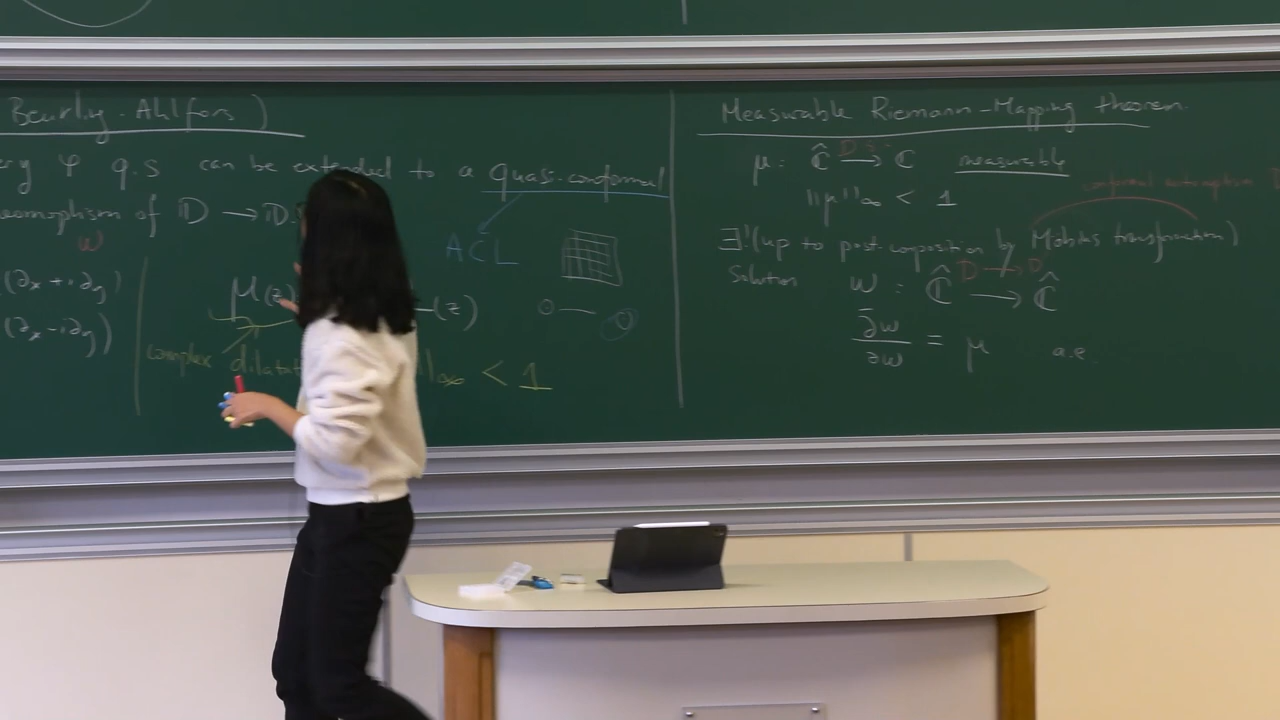 Beurling-Ahlfors)
ery φ q.s can be extended to a quasi-conformal
eomorphism of 𝔻 → 𝔻.
w
ACL
(∂x + i∂y)
μ(z) (z)
(∂x - i∂y)
complex dilatat ∞ < 1
Measurable Riemann-Mapping theorem.
μ: Ĉ → ℂ measurable
D
||μ||∞ < 1
conformal automorphism
∃!(up to post-composition by Mobius transformation)
D → D
Solution w : Ĉ → Ĉ
∂̄w/∂w = μ a.e.